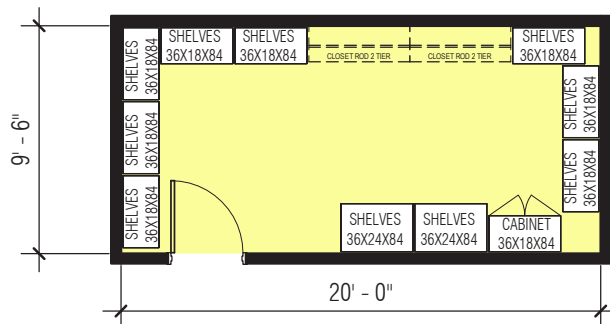 SHELVES
36X18X84
SHELVES
36X18X84
SHELVES
36X18X84
SHELVES
36X18X84
CLOSET ROD 2 TIER
CLOSET ROD 2 TIER
SHELVES
36X18X84
SHELVES
36X18X84
SHELVES
36X18X84
SHELVES
36X18X84
SHELVES
36X18X84
SHELVES
36X24X84
SHELVES
36X24X84
CABINET
36X18X84
9' - 6"
20' - 0"